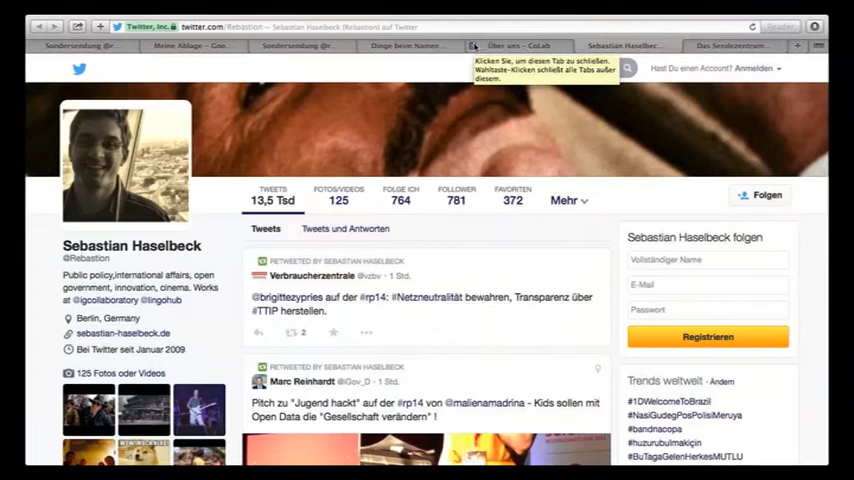 Twitter, Inc.
twitter.com/Rebastion — Sebastian Haselbeck (Rebastion) auf Twitter
Reader
Sondersendung @r...
Meine Ablage – Goo...
Sondersendung @r...
Dinge beim Namen...
Über uns – CoLab
Sebastian Haselbec...
Das Sendezentrum...
Klicken Sie, um diesen Tab zu schließen.
Wahltaste-Klicken schließt alle Tabs außer
diesem.
Hast Du einen Account? Anmelden
TWEETS
13,5 Tsd
FOTOS/VIDEOS
125
FOLGE ICH
764
FOLLOWER
781
FAVORITEN
372
Mehr
Folgen
Sebastian Haselbeck
@Rebastion
Public policy,international affairs, open
government, innovation, cinema. Works
at @igcollaboratory @lingohub
Berlin, Germany
sebastian-haselbeck.de
Bei Twitter seit Januar 2009
125 Fotos oder Videos
Tweets
Tweets und Antworten
RETWEETED BY SEBASTIAN HASELBECK
Verbraucherzentrale @vzbv · 1 Std.
@brigittezypries auf der #rp14: #Netzneutralität bewahren, Transparenz über
#TTIP herstellen.
2
RETWEETED BY SEBASTIAN HASELBECK
Marc Reinhardt @iGov_D · 1 Std.
Pitch zu "Jugend hackt" auf der #rp14 von @malienamadrina - Kids sollen mit
Open Data die "Gesellschaft verändern" !
Sebastian Haselbeck folgen
Vollständiger Name
E-Mail
Passwort
Registrieren
Trends weltweit · Ändern
#1DWelcomeToBrazil
#NasiGudegPosPolisiMeruya
#bandnacopa
#huzurubulmakiçin
#BuTagaGelenHerkesMUTLU